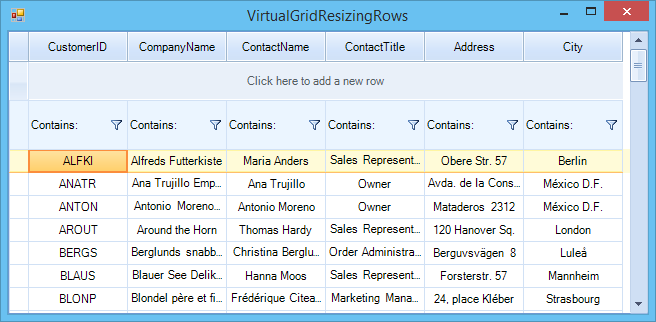 VirtualGridResizingRows
CustomerID CompanyName ContactName ContactTitle Address City
Click here to add a new row
Contains: Contains: Contains: Contains: Contains: Contains:
ALFKI Alfreds Futterkiste Maria Anders Sales Represent... Obere Str. 57 Berlin
ANATR Ana Trujillo Emp... Ana Trujillo Owner Avda. de la Cons... México D.F.
ANTON Antonio Moreno... Antonio Moreno Owner Mataderos 2312 México D.F.
AROUT Around the Horn Thomas Hardy Sales Represent... 120 Hanover Sq. London
BERGS Berglunds snabb... Christina Berglu... Order Administra... Berguvsvägen 8 Luleå
BLAUS Blauer See Delik... Hanna Moos Sales Represent... Forsterstr. 57 Mannheim
BLONP Blondel père et fi... Frédérique Citea... Marketing Mana... 24, place Kléber Strasbourg